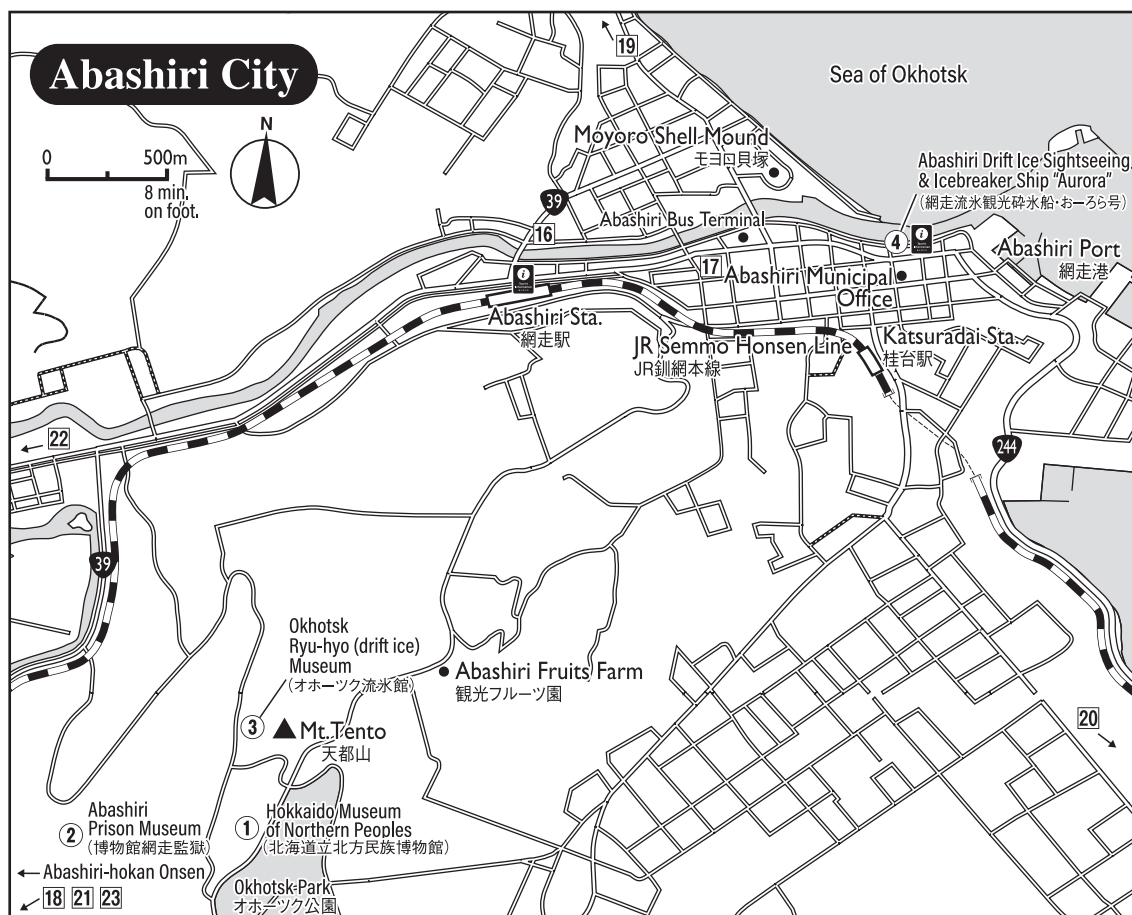 Abashiri City
N
0 500m
8 min.
on foot.
19
Sea of Okhotsk
Moyoro Shell Mound
モヨロ貝塚
Abashiri Drift Ice Sightseeing,
& Icebreaker Ship "Aurora"
(網走流氷観光砕氷船・おーろら号)
39
16
Abashiri Bus Terminal
4
i
Abashiri Port
網走港
17
Abashiri Municipal
Office
i
Abashiri Sta.
網走駅
JR Semmo Honsen Line
JR釧網本線
Katsuradai Sta.
桂台駅
22
244
39
Okhotsk
Ryu-hyo (drift ice)
Museum
(オホーツク流氷館)
Abashiri Fruits Farm
観光フルーツ園
3
Mt.Tento
天都山
20
2
Abashiri
Prison Museum
(博物館網走監獄)
1
Hokkaido Museum
of Northern Peoples
(北海道立北方民族博物館)
←Abashiri-hokan Onsen
18 21 23
Okhotsk-Park
オホーツク公園